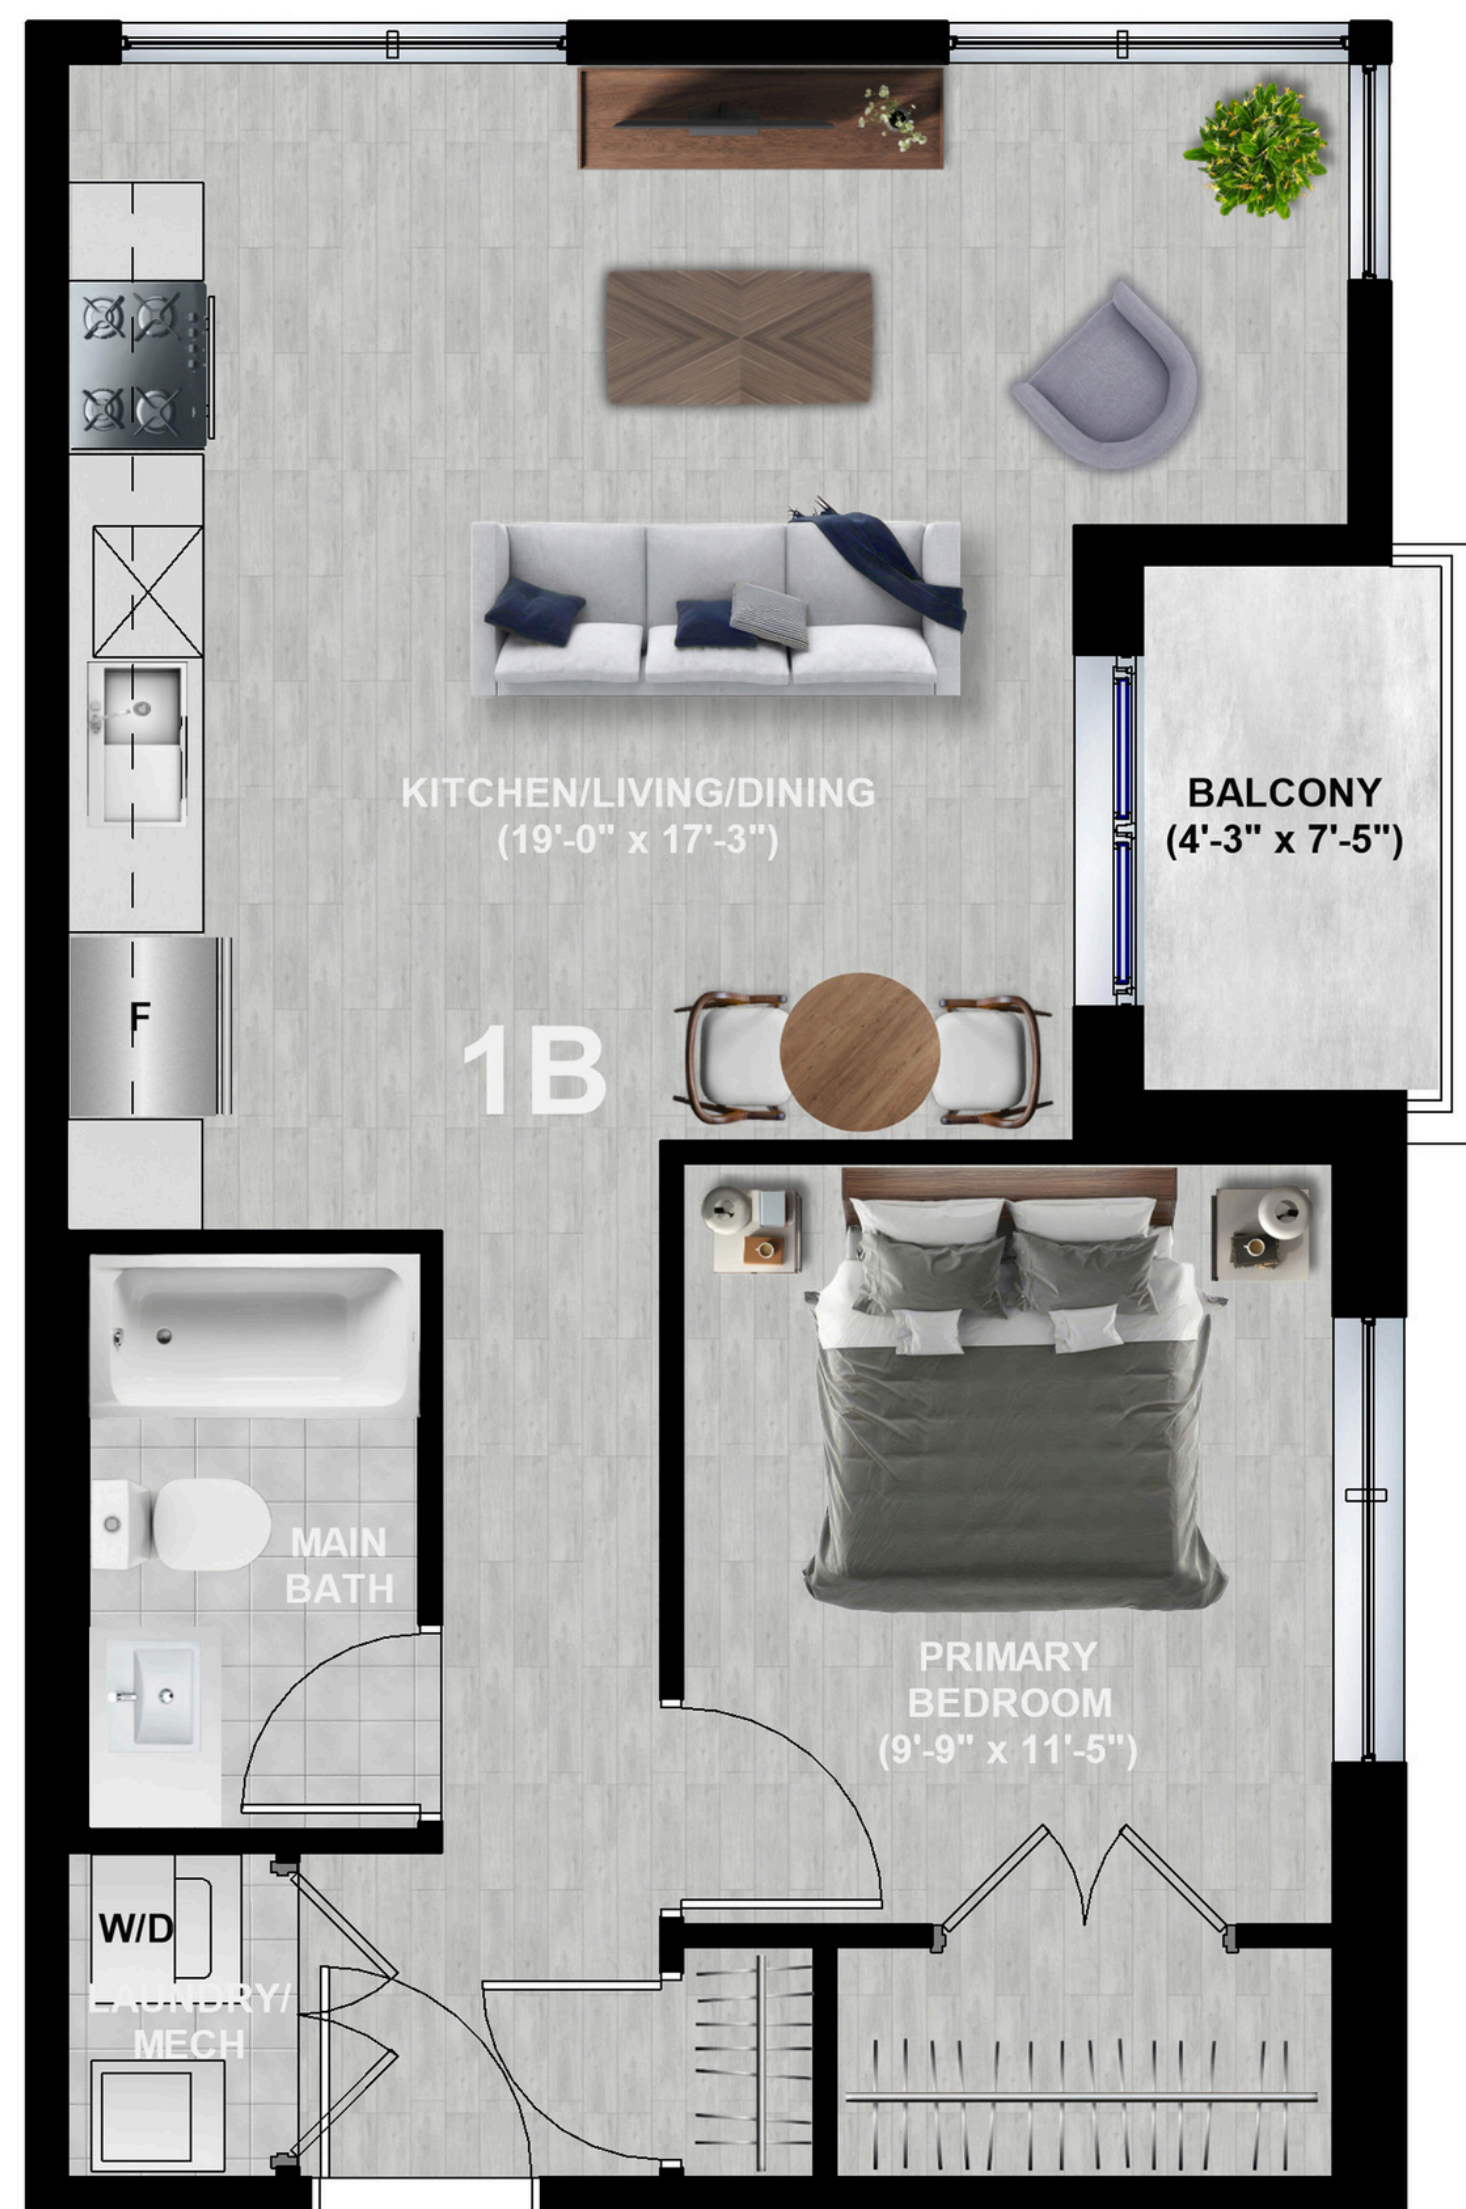 KITCHEN/LIVING/DINING
(19'-0" x 17'-3")
BALCONY
(4'-3" x 7'-5")
F
1B
MAIN
BATH
PRIMARY
BEDROOM
(9'-9" x 11'-5")
W/D
LAUNDRY/
MECH